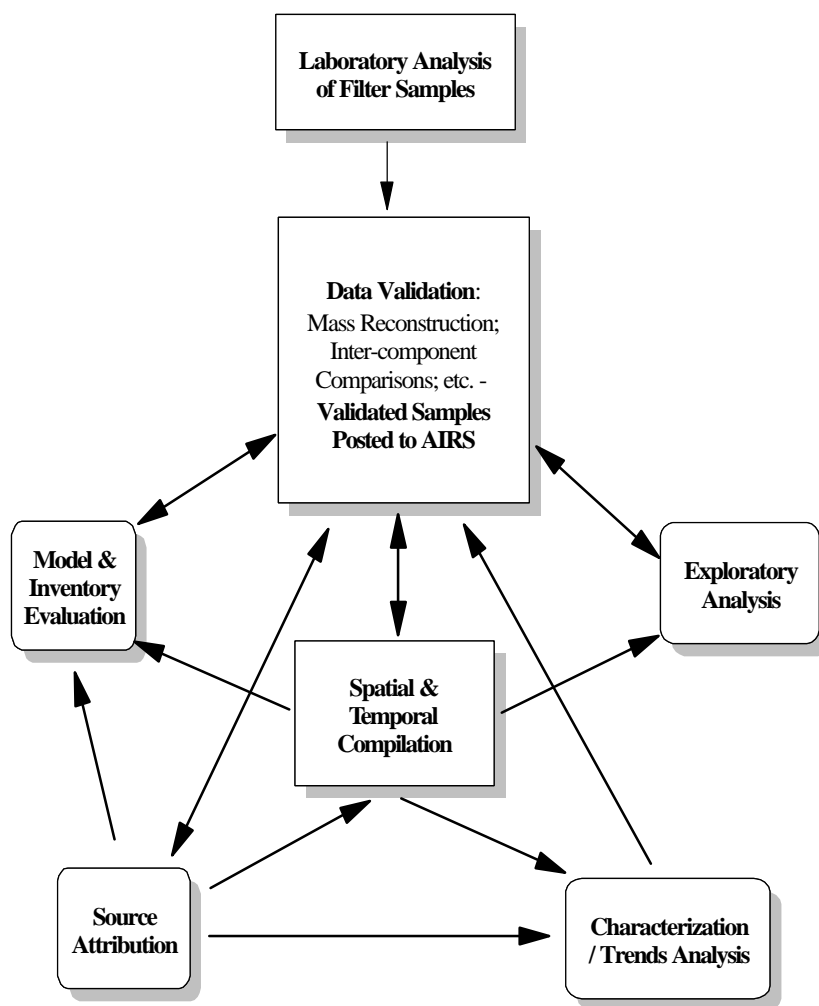 Laboratory Analysis
of Filter Samples
Data Validation:
Mass Reconstruction;
Inter-component
Comparisons; etc. -
Validated Samples
Posted to AIRS
Model &
Inventory
Evaluation
Exploratory
Analysis
Spatial &
Temporal
Compilation
Source
Attribution
Characterization
/ Trends Analysis